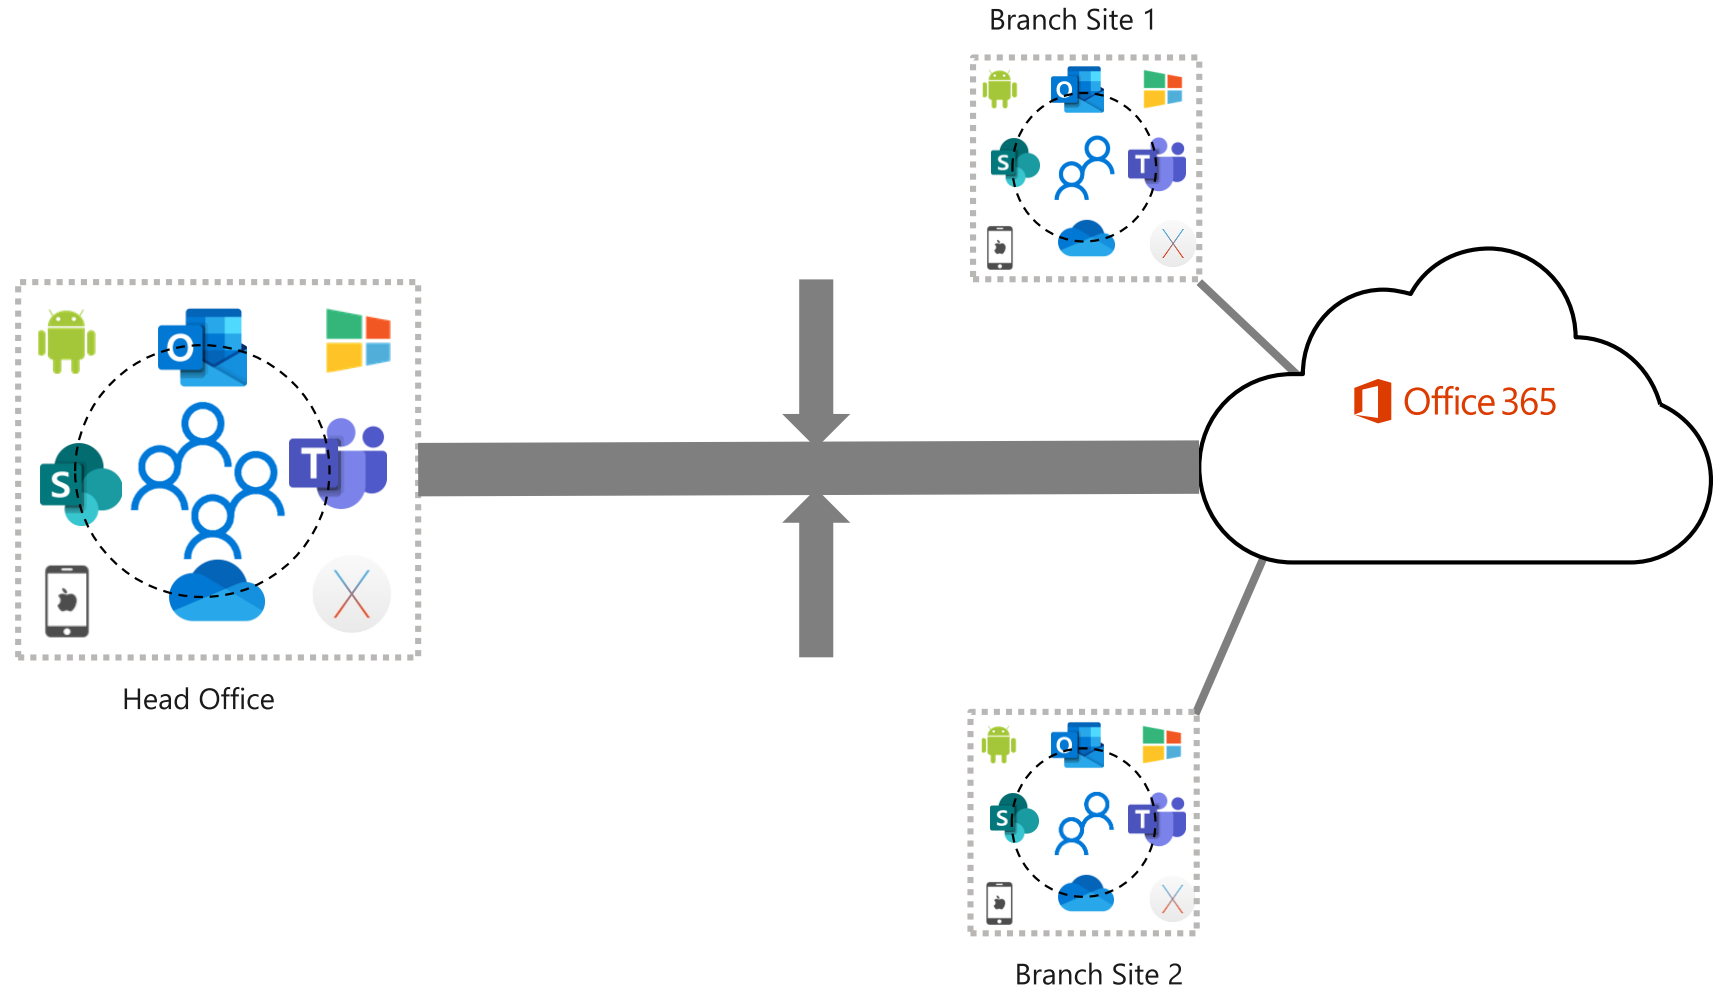 Branch Site 1
O
S
T
Office 365
O
S
T
Head Office
O
S
T
Branch Site 2